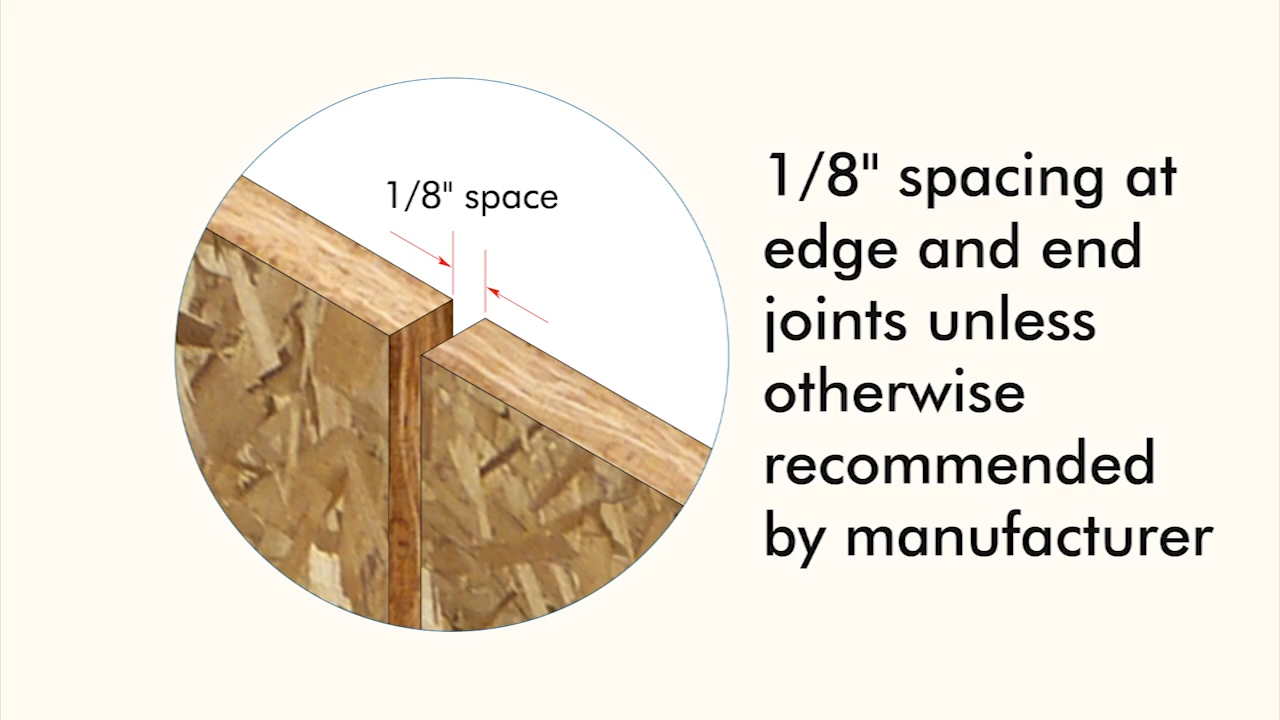 1/8" space
1/8" spacing at
edge and end
joints unless
otherwise
recommended
by manufacturer